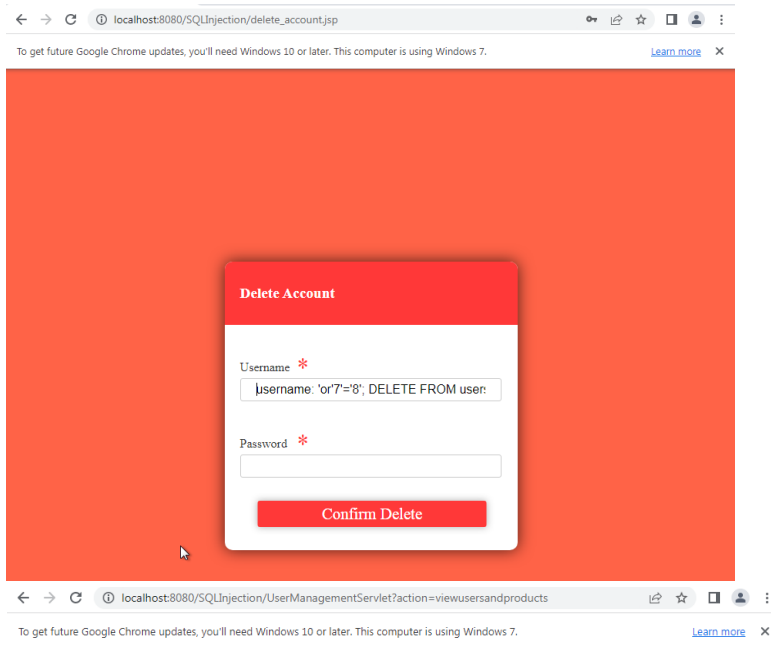 localhost:8080/SQLInjection/delete_account.jsp
To get future Google Chrome updates, you'll need Windows 10 or later. This computer is using Windows 7. Learn more
Delete Account
Username *
username: 'or'7'='8'; DELETE FROM users
Password *
Confirm Delete
localhost:8080/SQLInjection/UserManagementServlet?action=viewusersandproducts
To get future Google Chrome updates, you'll need Windows 10 or later. This computer is using Windows 7. Learn more